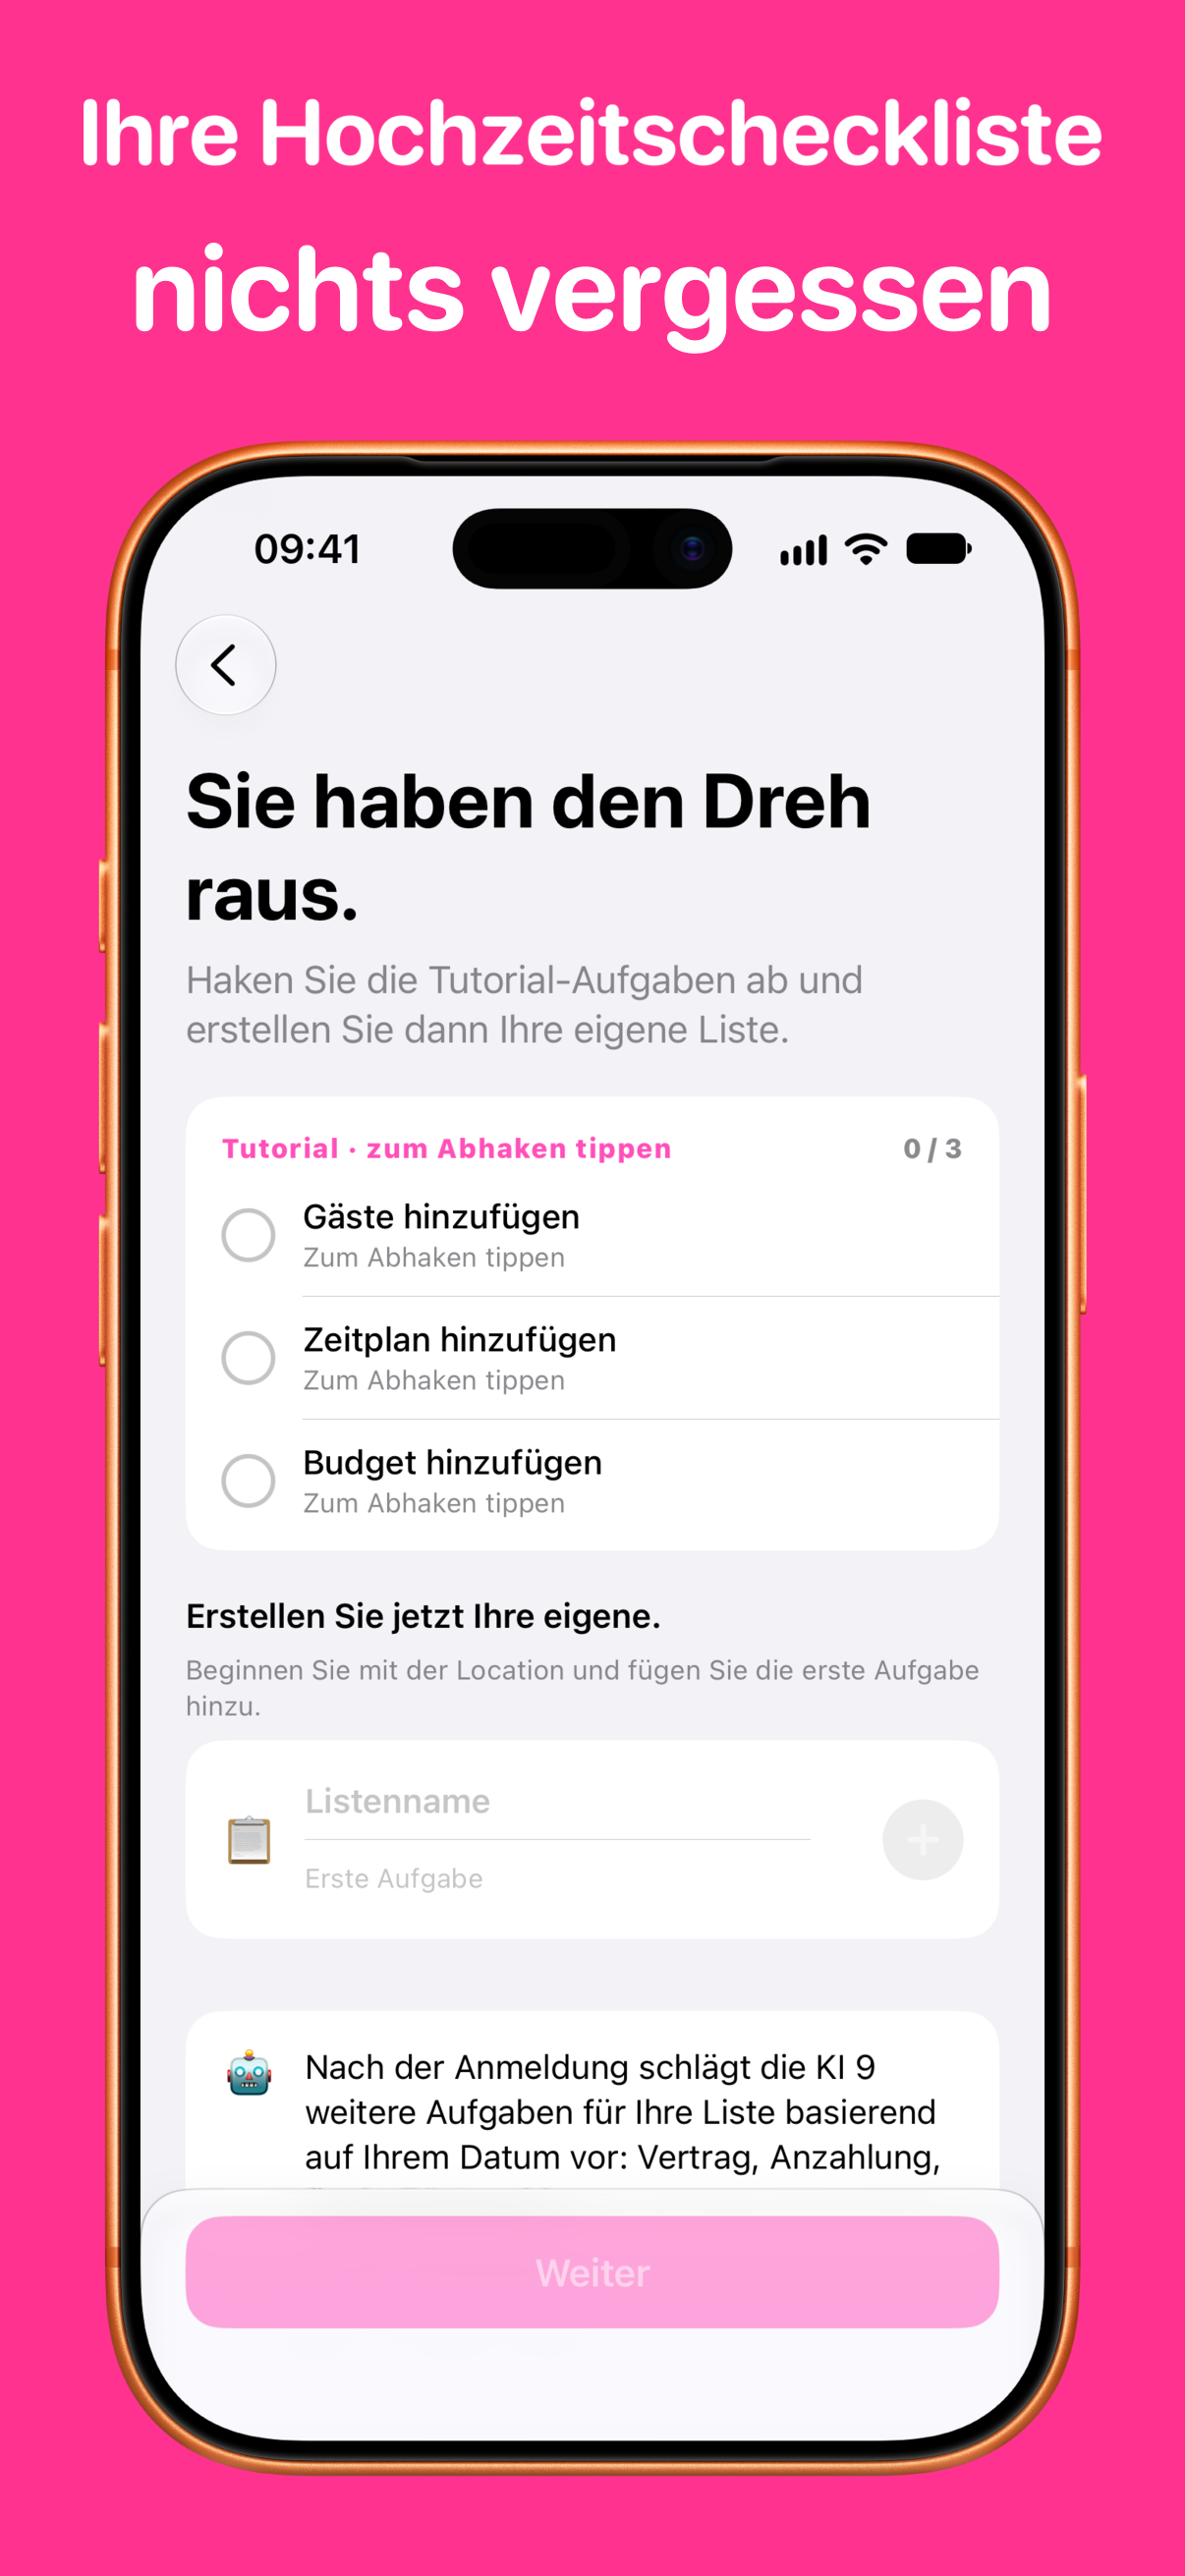 Ihre Hochzeitscheckliste
nichts vergessen
09:41
Sie haben den Dreh
raus.
Haken Sie die Tutorial-Aufgaben ab und
erstellen Sie dann Ihre eigene Liste.
Tutorial · zum Abhaken tippen 0 / 3
Gäste hinzufügen
Zum Abhaken tippen
Zeitplan hinzufügen
Zum Abhaken tippen
Budget hinzufügen
Zum Abhaken tippen
Erstellen Sie jetzt Ihre eigene.
Beginnen Sie mit der Location und fügen Sie die erste Aufgabe
hinzu.
Listenname
Erste Aufgabe
Nach der Anmeldung schlägt die KI 9
weitere Aufgaben für Ihre Liste basierend
auf Ihrem Datum vor: Vertrag, Anzahlung,
Weiter